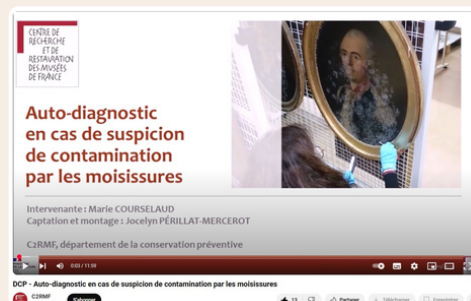 CENTRE DE
RECHERCHE
ET DE
RESTAURATION
DES MUSÉES
DE FRANCE
Auto-diagnostic
en cas de suspicion
de contamination
par les moisissures
Intervenante : Marie COURSELAUD
Captation et montage : Jocelyn PÉRILLAT-MERCEROT
C2RMF, département de la conservation préventive
0:03 / 11:59
DCP - Auto-diagnostic en cas de suspicion de contamination par les moisissures
C2RMF
S'abonner
13
Partager
Télécharger